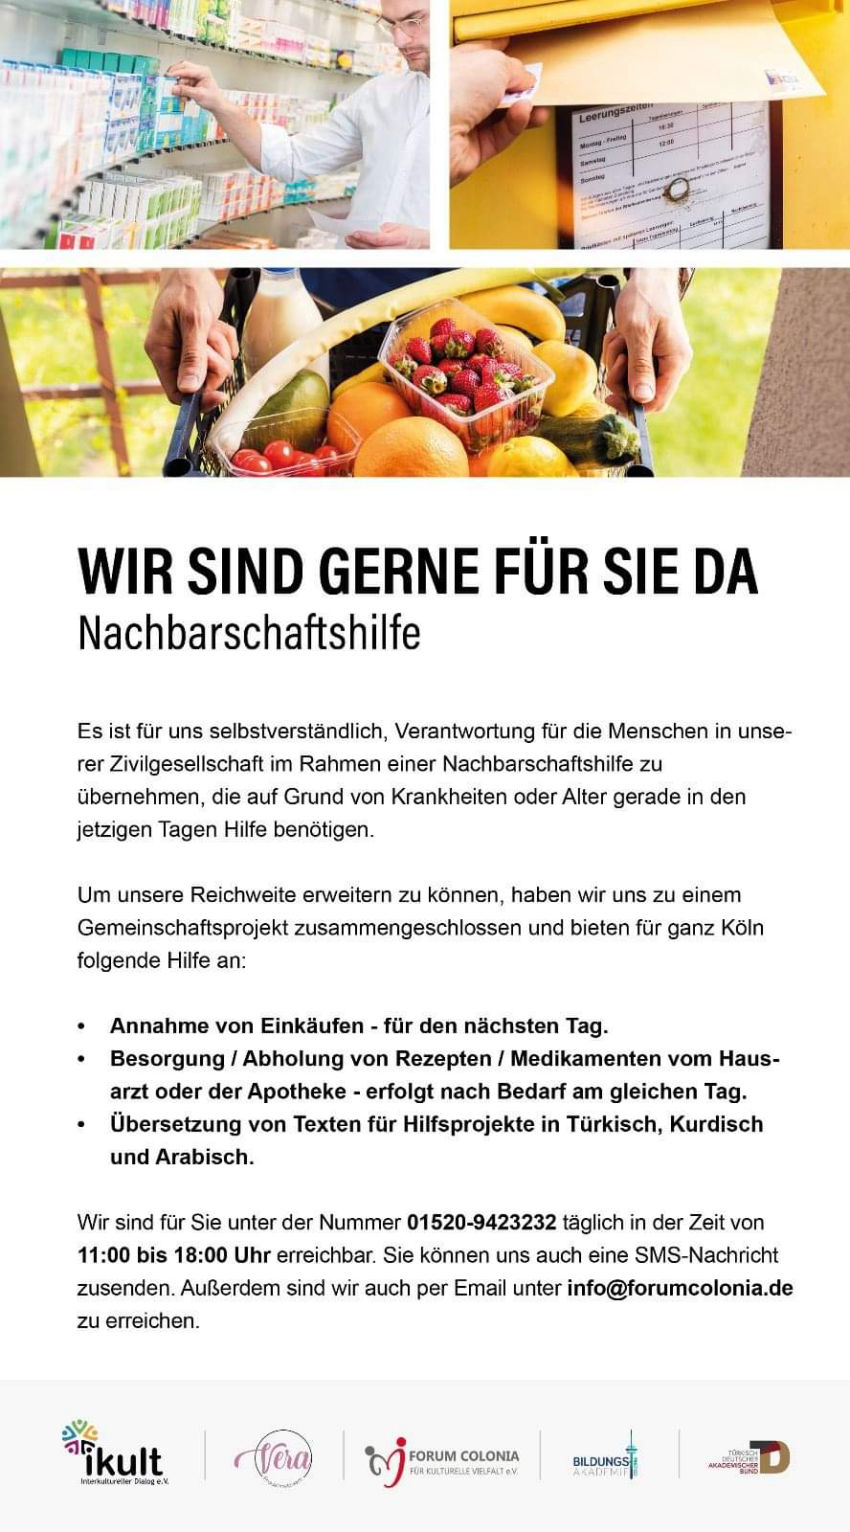 Leerungszeiten
Montag - Freitag
Samstag
Sonntag
WIR SIND GERNE FÜR SIE DA
Nachbarschaftshilfe
Es ist für uns selbstverständlich, Verantwortung für die Menschen in unse-
rer Zivilgesellschaft im Rahmen einer Nachbarschaftshilfe zu
übernehmen, die auf Grund von Krankheiten oder Alter gerade in den
jetzigen Tagen Hilfe benötigen.
Um unsere Reichweite erweitern zu können, haben wir uns zu einem
Gemeinschaftsprojekt zusammengeschlossen und bieten für ganz Köln
folgende Hilfe an:
• Annahme von Einkäufen - für den nächsten Tag.
• Besorgung / Abholung von Rezepten / Medikamenten vom Haus-
arzt oder der Apotheke - erfolgt nach Bedarf am gleichen Tag.
• Übersetzung von Texten für Hilfsprojekte in Türkisch, Kurdisch
und Arabisch.
Wir sind für Sie unter der Nummer 01520-9423232 täglich in der Zeit von
11:00 bis 18:00 Uhr erreichbar. Sie können uns auch eine SMS-Nachricht
zusenden. Außerdem sind wir auch per Email unter info@forumcolonia.de
zu erreichen.
ikult
Interkultureller Dialog e.V.
Vera
FORUM COLONIA
FÜR KULTURELLE VIELFALT e.V.
BILDUNGS
AKADEMIE
TÜRKISCH
DEUTSCHER
AKADEMISCHER
BUND